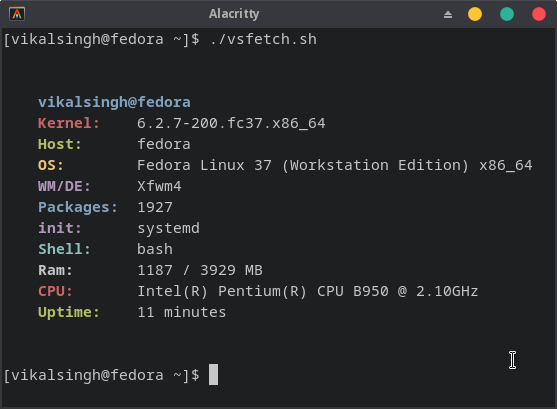 Alacritty
[vikalsingh@fedora ~]$ ./vsfetch.sh
vikalsingh@fedora
Kernel: 6.2.7-200.fc37.x86_64
Host: fedora
OS: Fedora Linux 37 (Workstation Edition) x86_64
WM/DE: Xfwm4
Packages: 1927
init: systemd
Shell: bash
Ram: 1187 / 3929 MB
CPU: Intel(R) Pentium(R) CPU B950 @ 2.10GHz
Uptime: 11 minutes
[vikalsingh@fedora ~]$